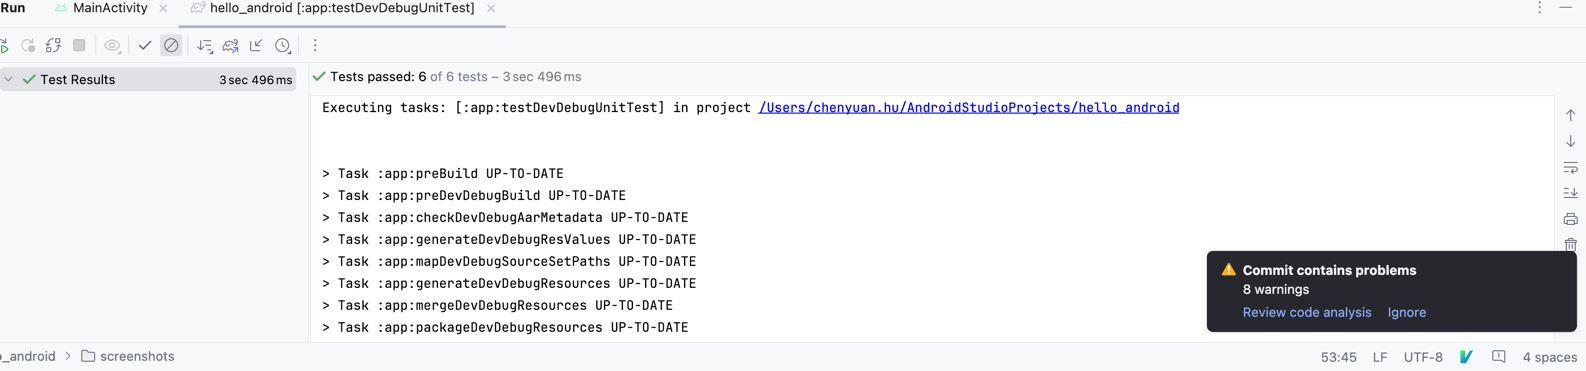 Run
MainActivity
hello_android [:app:testDevDebugUnitTest]
Test Results 3 sec 496 ms
Tests passed: 6 of 6 tests – 3 sec 496 ms
Executing tasks: [:app:testDevDebugUnitTest] in project /Users/chenyuan.hu/AndroidStudioProjects/hello_android
> Task :app:preBuild UP-TO-DATE
> Task :app:preDevDebugBuild UP-TO-DATE
> Task :app:checkDevDebugAarMetadata UP-TO-DATE
> Task :app:generateDevDebugResValues UP-TO-DATE
> Task :app:mapDevDebugSourceSetPaths UP-TO-DATE
> Task :app:generateDevDebugResources UP-TO-DATE
> Task :app:mergeDevDebugResources UP-TO-DATE
> Task :app:packageDevDebugResources UP-TO-DATE
Commit contains problems
8 warnings
Review code analysis Ignore
o_android > screenshots
53:45 LF UTF-8 4 spaces